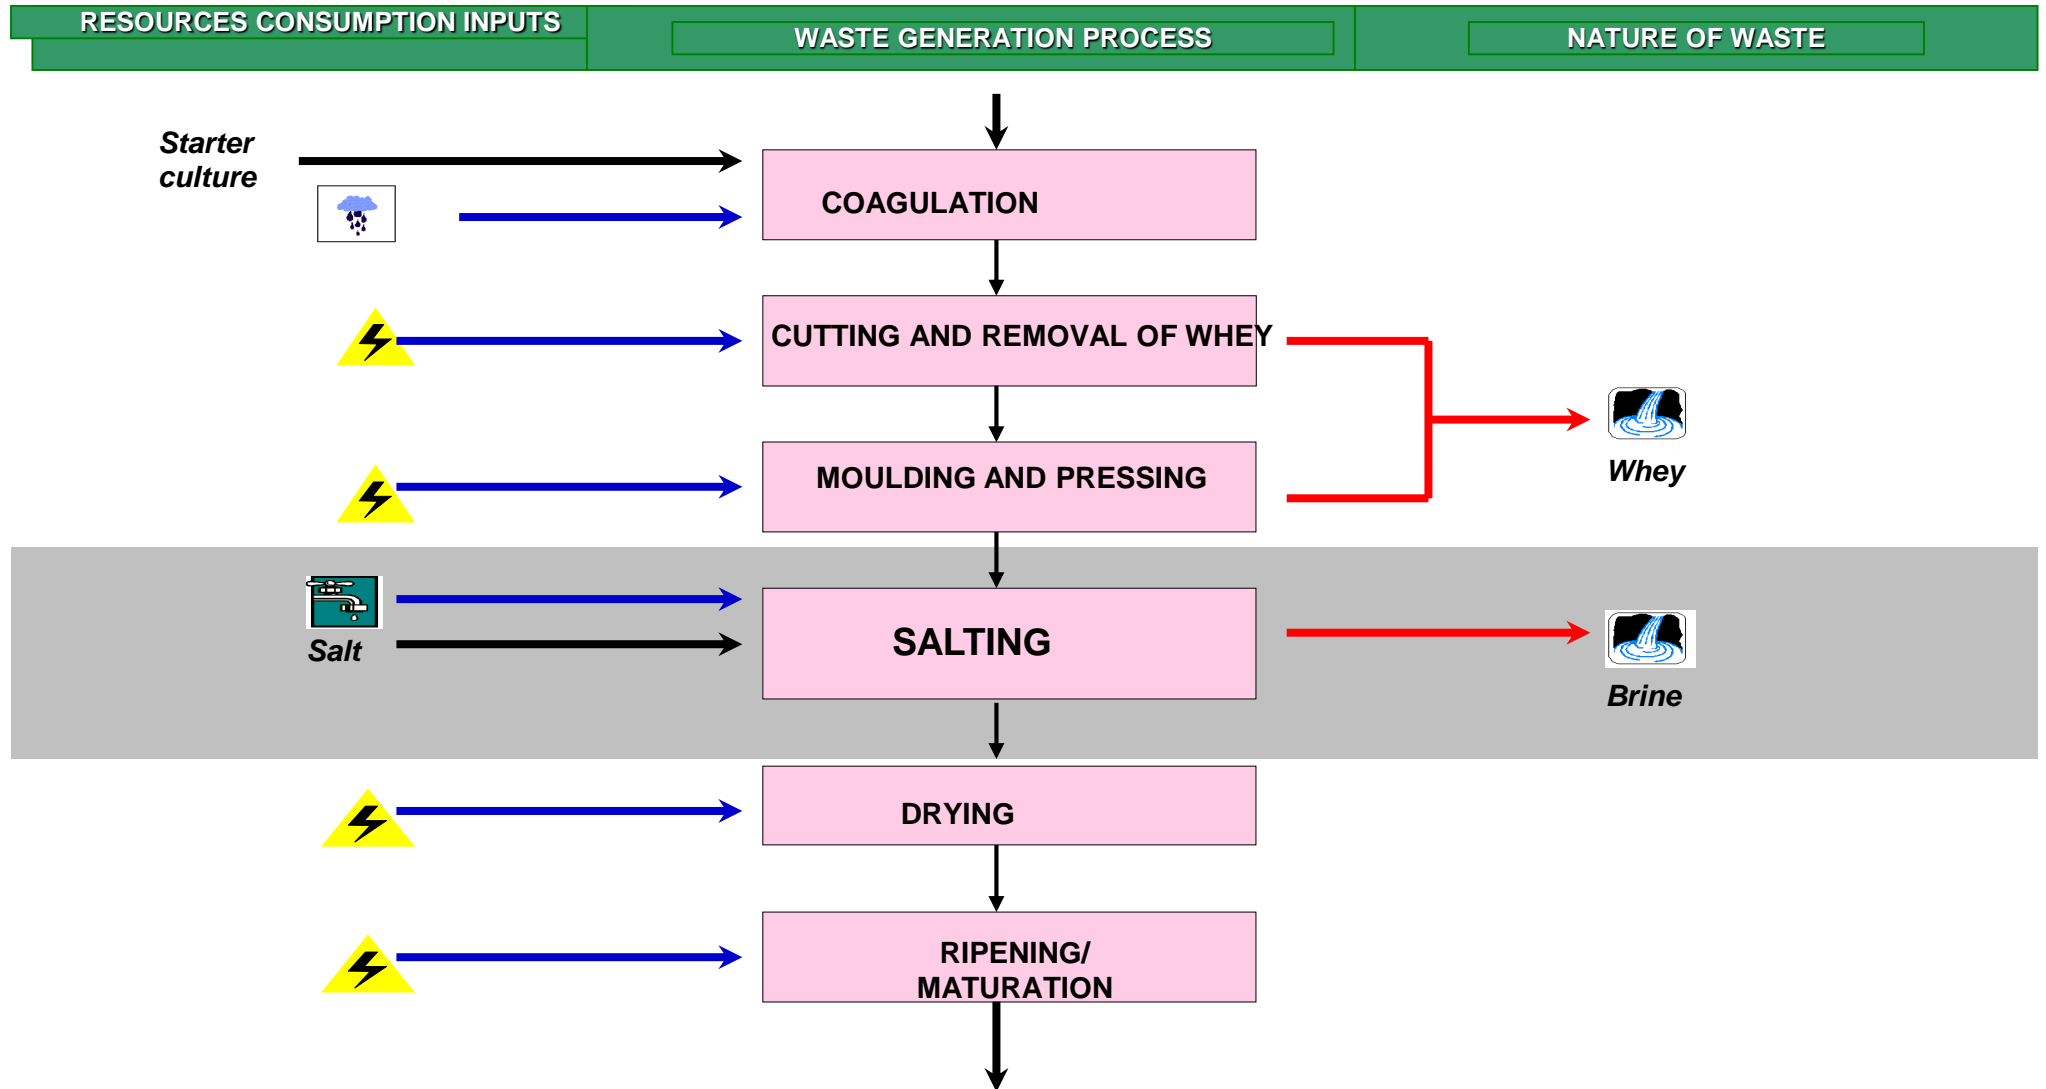 RESOURCES CONSUMPTION INPUTS
WASTE GENERATION PROCESS
NATURE OF WASTE
Starter
culture
COAGULATION
CUTTING AND REMOVAL OF WHEY
MOULDING AND PRESSING
Whey
Salt
SALTING
Brine
DRYING
RIPENING/
MATURATION